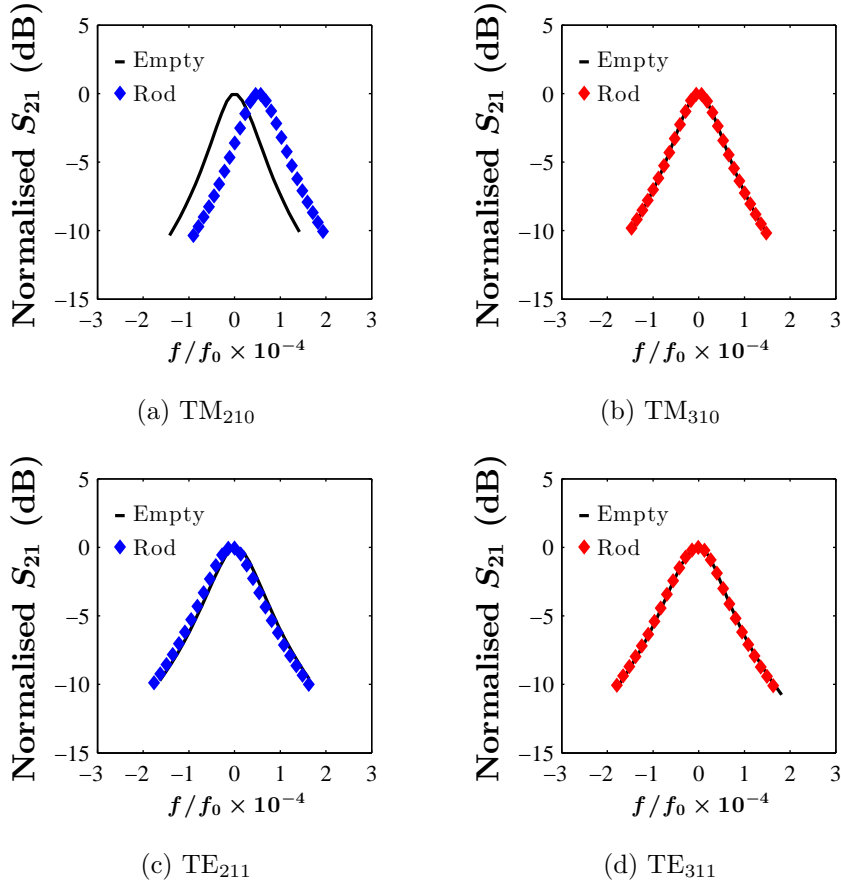 5
0
−5
−10
−15
−3 −2 −1 0 1 2 3
Normalised S₂₁ (dB)
f/f₀ × 10⁻⁴
Empty
Rod
(a) TM₂₁₀
5
0
−5
−10
−15
−3 −2 −1 0 1 2 3
Normalised S₂₁ (dB)
f/f₀ × 10⁻⁴
Empty
Rod
(b) TM₃₁₀
5
0
−5
−10
−15
−3 −2 −1 0 1 2 3
Normalised S₂₁ (dB)
f/f₀ × 10⁻⁴
Empty
Rod
(c) TE₂₁₁
5
0
−5
−10
−15
−3 −2 −1 0 1 2 3
Normalised S₂₁ (dB)
f/f₀ × 10⁻⁴
Empty
Rod
(d) TE₃₁₁